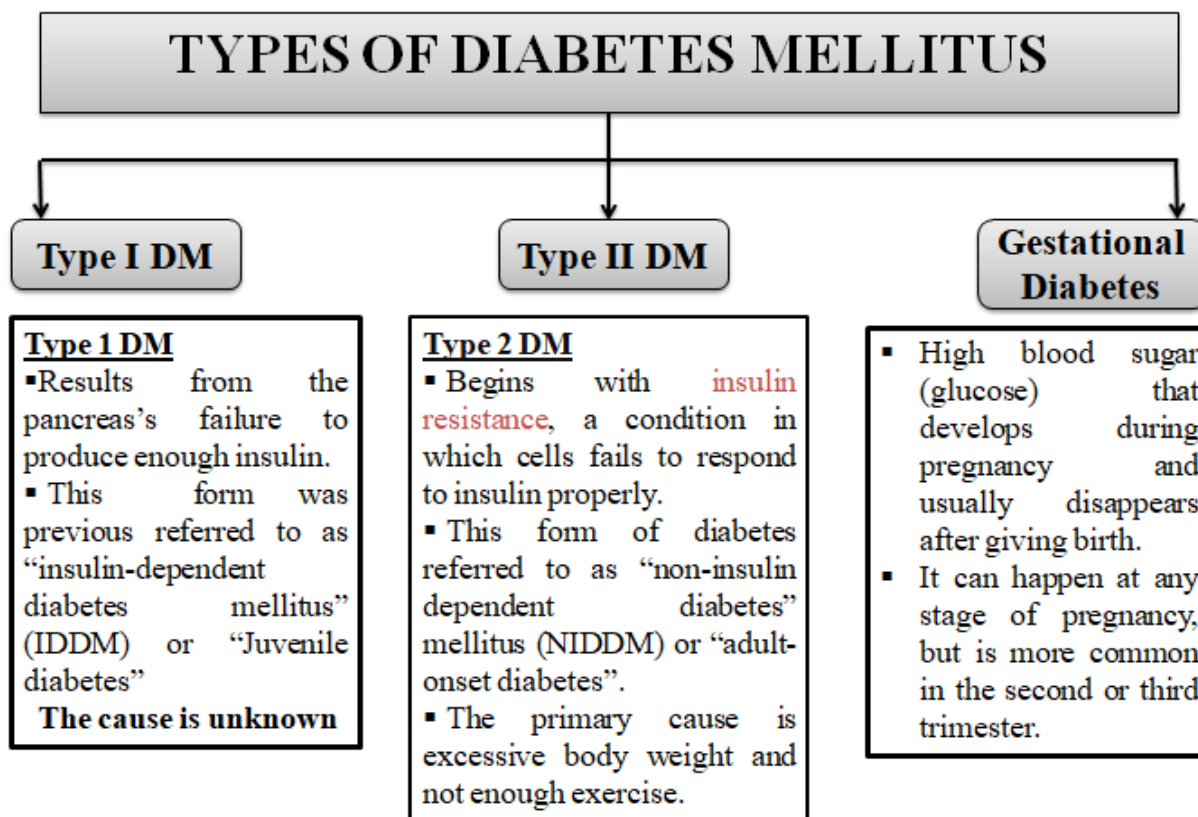 TYPES OF DIABETES MELLITUS
Type I DM
Type 1 DM
▪Results from the
pancreas's failure to
produce enough insulin.
▪ This form was
previous referred to as
“insulin-dependent
diabetes mellitus”
(IDDM) or “Juvenile
diabetes”
The cause is unknown
Type II DM
Type 2 DM
▪ Begins with insulin
resistance, a condition in
which cells fails to respond
to insulin properly.
▪ This form of diabetes
referred to as “non-insulin
dependent diabetes”
mellitus (NIDDM) or “adult-
onset diabetes”.
▪ The primary cause is
excessive body weight and
not enough exercise.
Gestational
Diabetes
▪ High blood sugar
(glucose) that
develops during
pregnancy and
usually disappears
after giving birth.
▪ It can happen at any
stage of pregnancy,
but is more common
in the second or third
trimester.